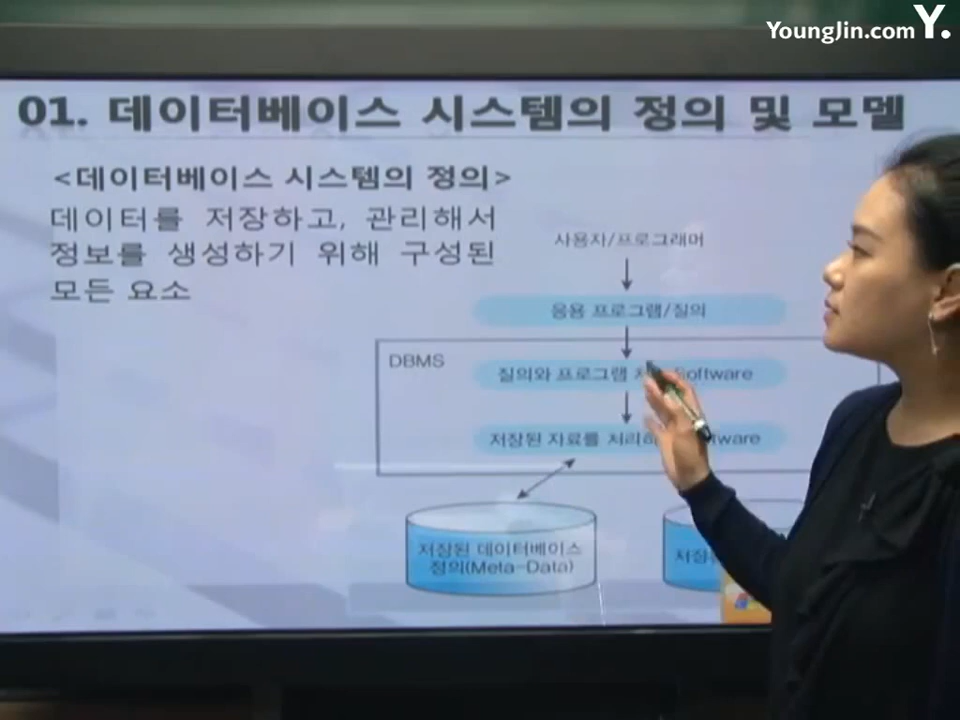 YoungJin.com Y.
01. 데이터베이스 시스템의 정의 및 모델
<데이터베이스 시스템의 정의>
데이터를 저장하고, 관리해서
정보를 생성하기 위해 구성된
모든 요소
사용자/프로그래머
응용 프로그램/질의
DBMS
질의와 프로그램 Software
저장된 자료를 처리
저장된 데이터베이스
정의(Meta-Data)